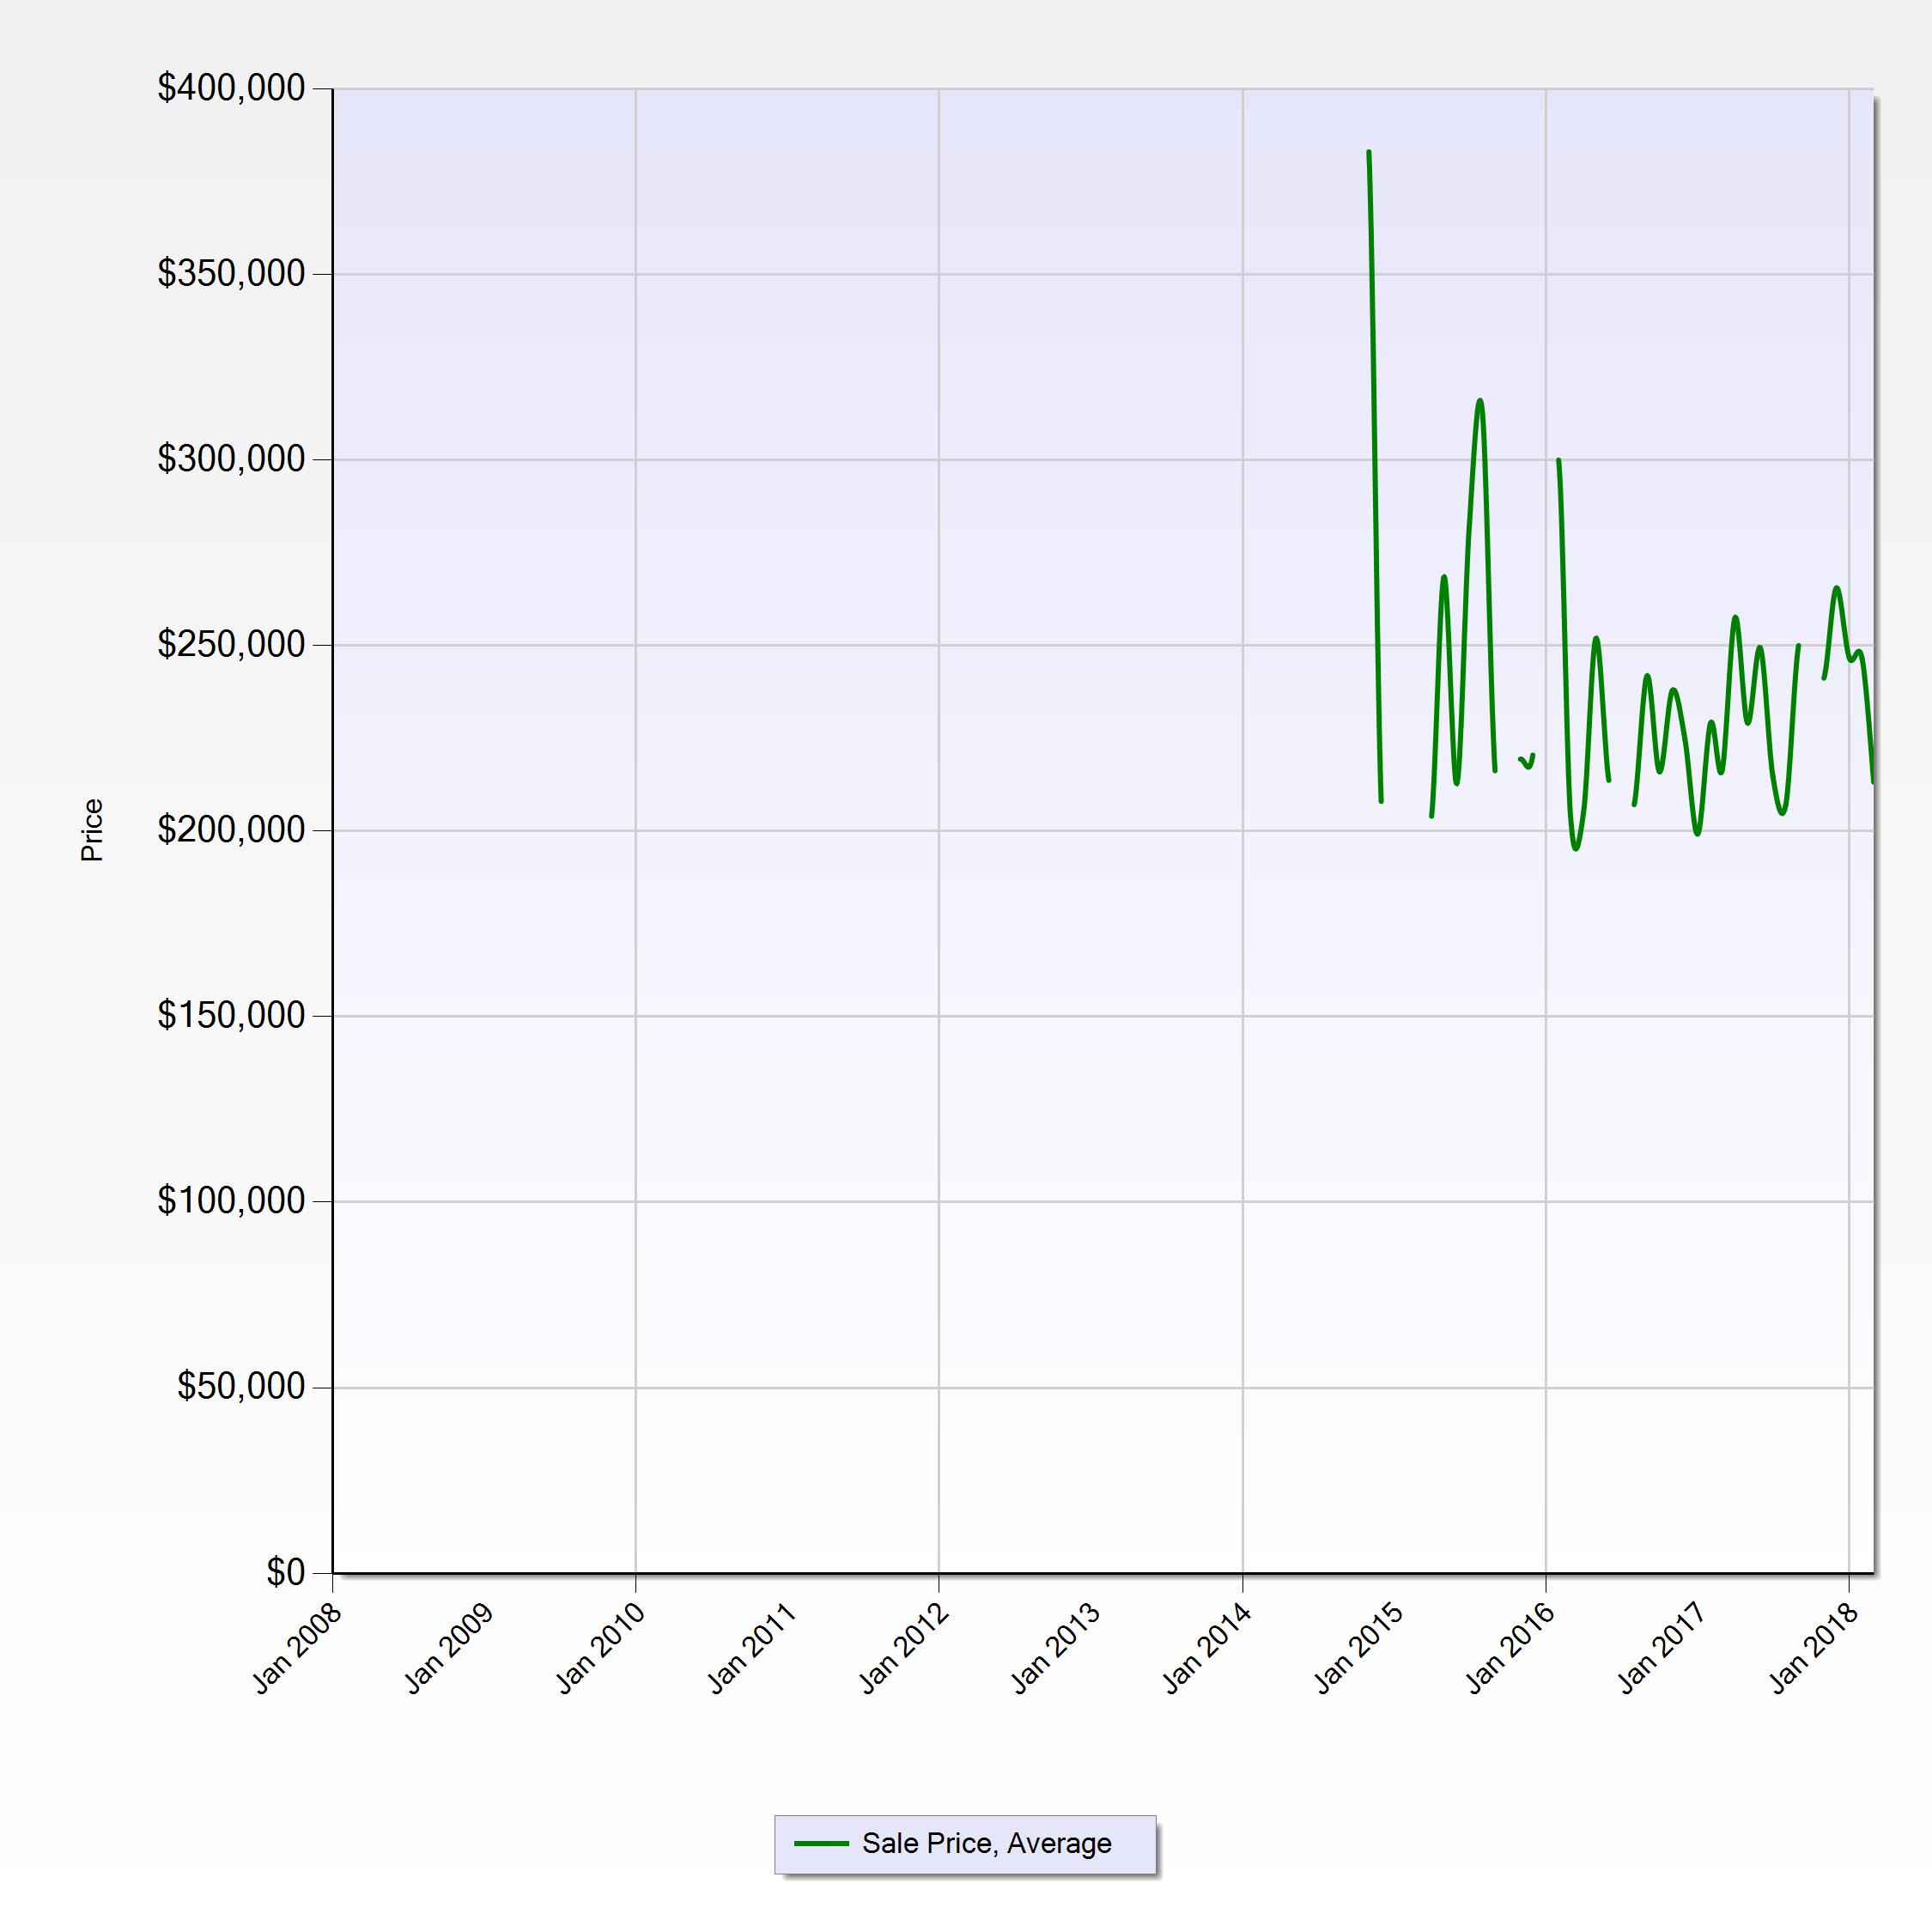 $400,000
$350,000
$300,000
$250,000
$200,000
$150,000
$100,000
$50,000
$0
Price
Jan 2008
Jan 2009
Jan 2010
Jan 2011
Jan 2012
Jan 2013
Jan 2014
Jan 2015
Jan 2016
Jan 2017
Jan 2018
Sale Price, Average